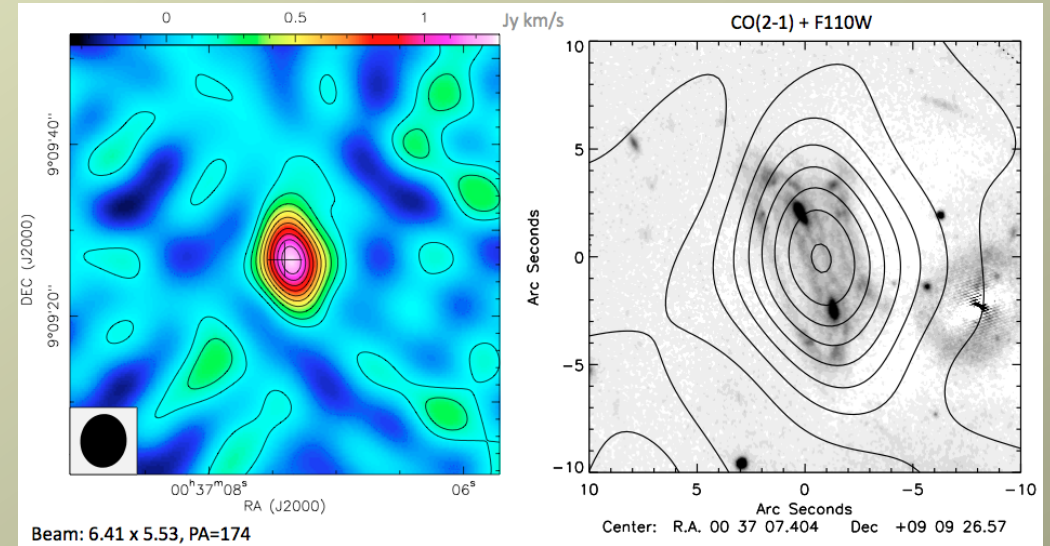 0 0.5 1 Jy km/s
9°09'40"
9°09'20"
DEC (J2000)
00ʰ37ᵐ08ˢ 06ˢ
RA (J2000)
Beam: 6.41 x 5.53, PA=174
CO(2-1) + F110W
10
5
0
−5
−10
Arc Seconds
10 5 0 −5 −10
Arc Seconds
Center: R.A. 00 37 07.404 Dec +09 09 26.57